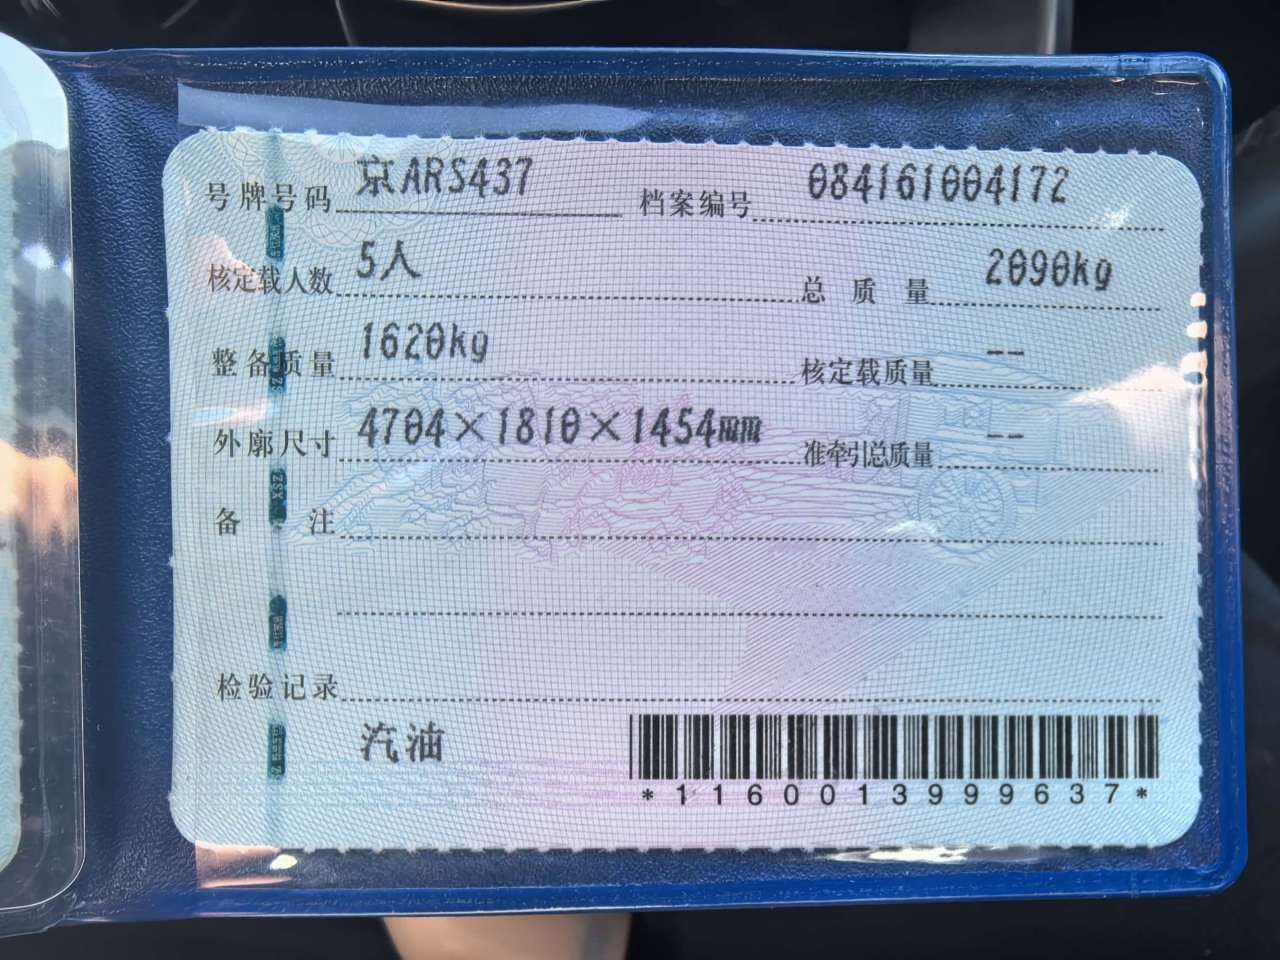 号牌号码 京ARS437 档案编号 084161004172
核定载人数 5人 总质量 2090kg
整备质量 1620kg 核定载质量 --
外廓尺寸 4704×1810×1454mm 准牵引总质量 --
备注
检验记录
汽油
*1160013999637*